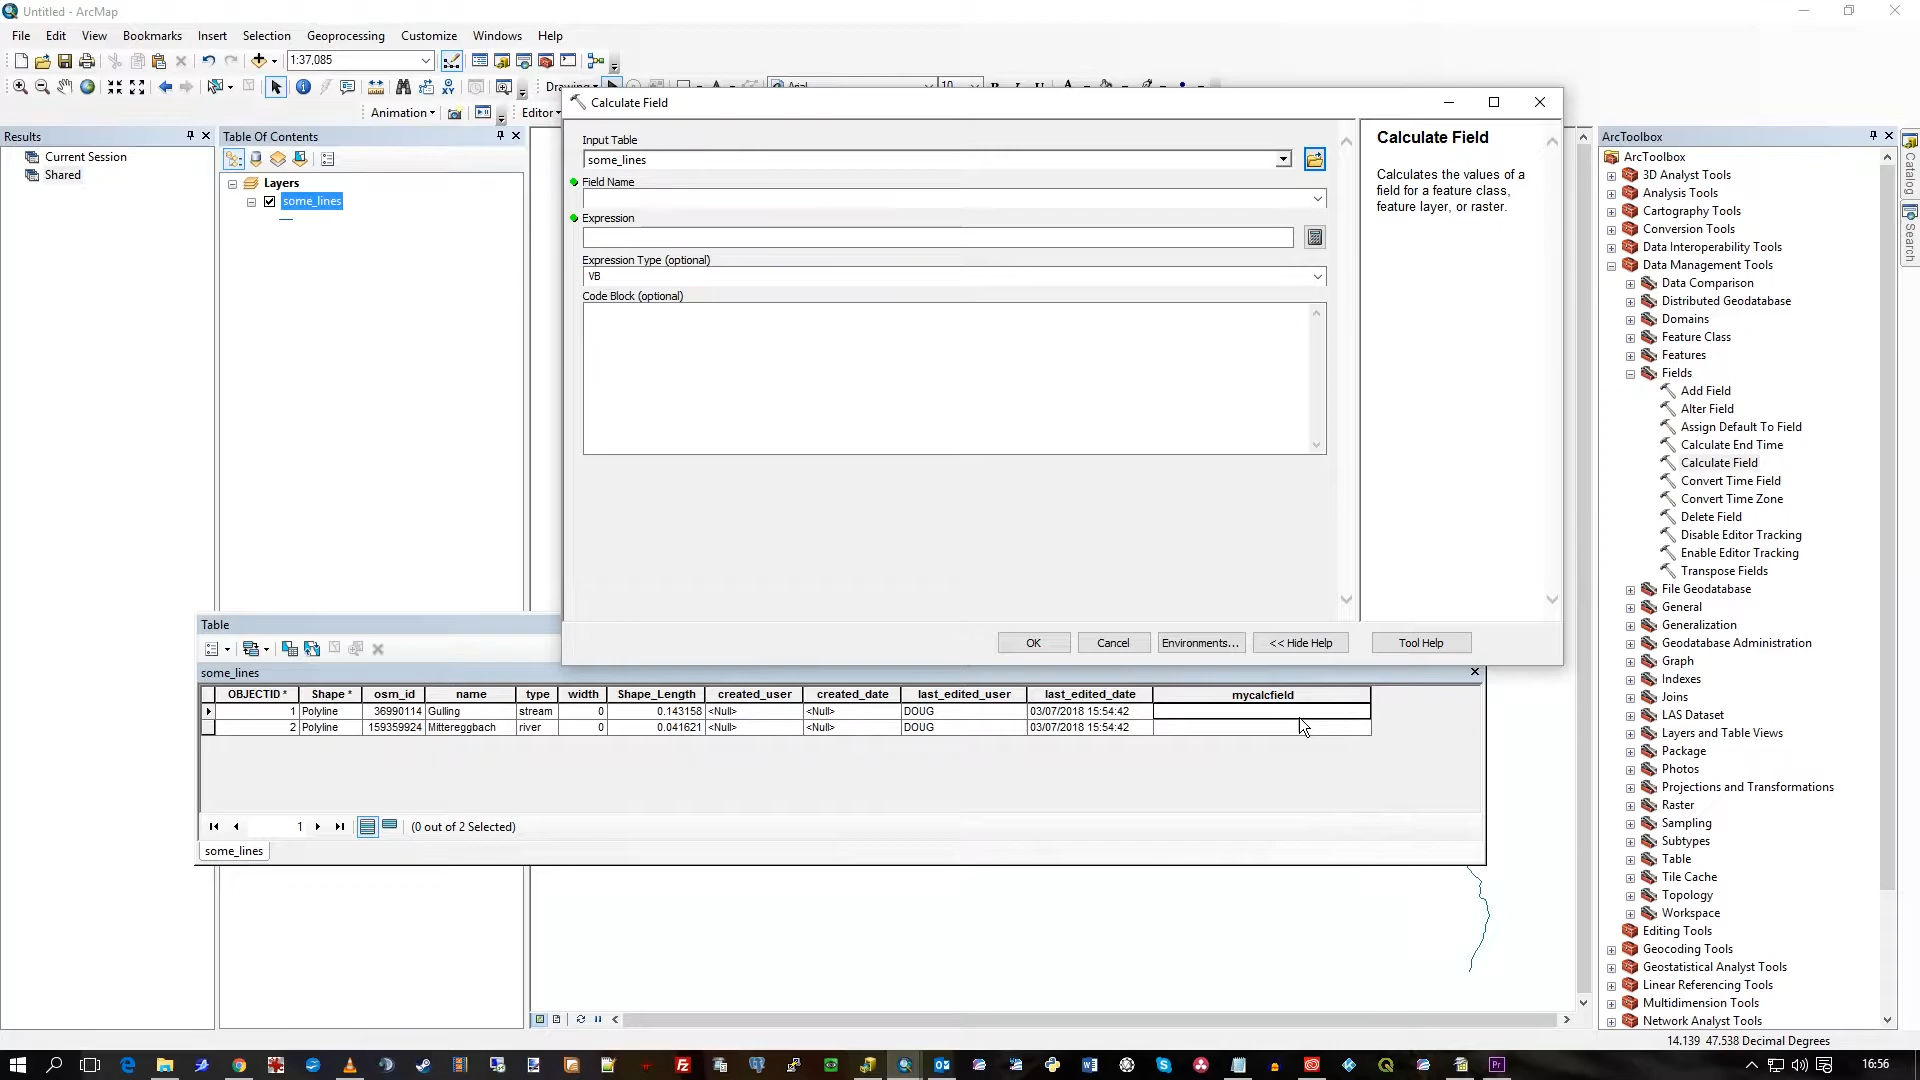 Untitled - ArcMap
File Edit View Bookmarks Insert Selection Geoprocessing Customize Windows Help
1:37,085
Animation
Editor
Results
Current Session
Shared
Table Of Contents
Layers
some_lines
Calculate Field
Input Table
some_lines
Field Name
Expression
Expression Type (optional)
VB
Code Block (optional)
OK Cancel Environments... << Hide Help Tool Help
Calculate Field
Calculates the values of a
field for a feature class,
feature layer, or raster.
Table
some_lines
OBJECTID * Shape * osm_id name type width Shape_Length created_user created_date last_edited_user last_edited_date mycalcfield
1 Polyline 36990114 Gulling stream 0 0.143158 <Null> <Null> DOUG 03/07/2018 15:54:42
2 Polyline 159359924 Mittereggbach river 0 0.041621 <Null> <Null> DOUG 03/07/2018 15:54:42
1 (0 out of 2 Selected)
some_lines
ArcToolbox
ArcToolbox
3D Analyst Tools
Analysis Tools
Cartography Tools
Conversion Tools
Data Interoperability Tools
Data Management Tools
Data Comparison
Distributed Geodatabase
Domains
Feature Class
Features
Fields
Add Field
Alter Field
Assign Default To Field
Calculate End Time
Calculate Field
Convert Time Field
Convert Time Zone
Delete Field
Disable Editor Tracking
Enable Editor Tracking
Transpose Fields
File Geodatabase
General
Generalization
Geodatabase Administration
Graph
Indexes
Joins
LAS Dataset
Layers and Table Views
Package
Photos
Projections and Transformations
Raster
Sampling
Subtypes
Table
Tile Cache
Topology
Workspace
Editing Tools
Geocoding Tools
Geostatistical Analyst Tools
Linear Referencing Tools
Multidimension Tools
Network Analyst Tools
Catalog
Search
14.139 47.538 Decimal Degrees
16:56